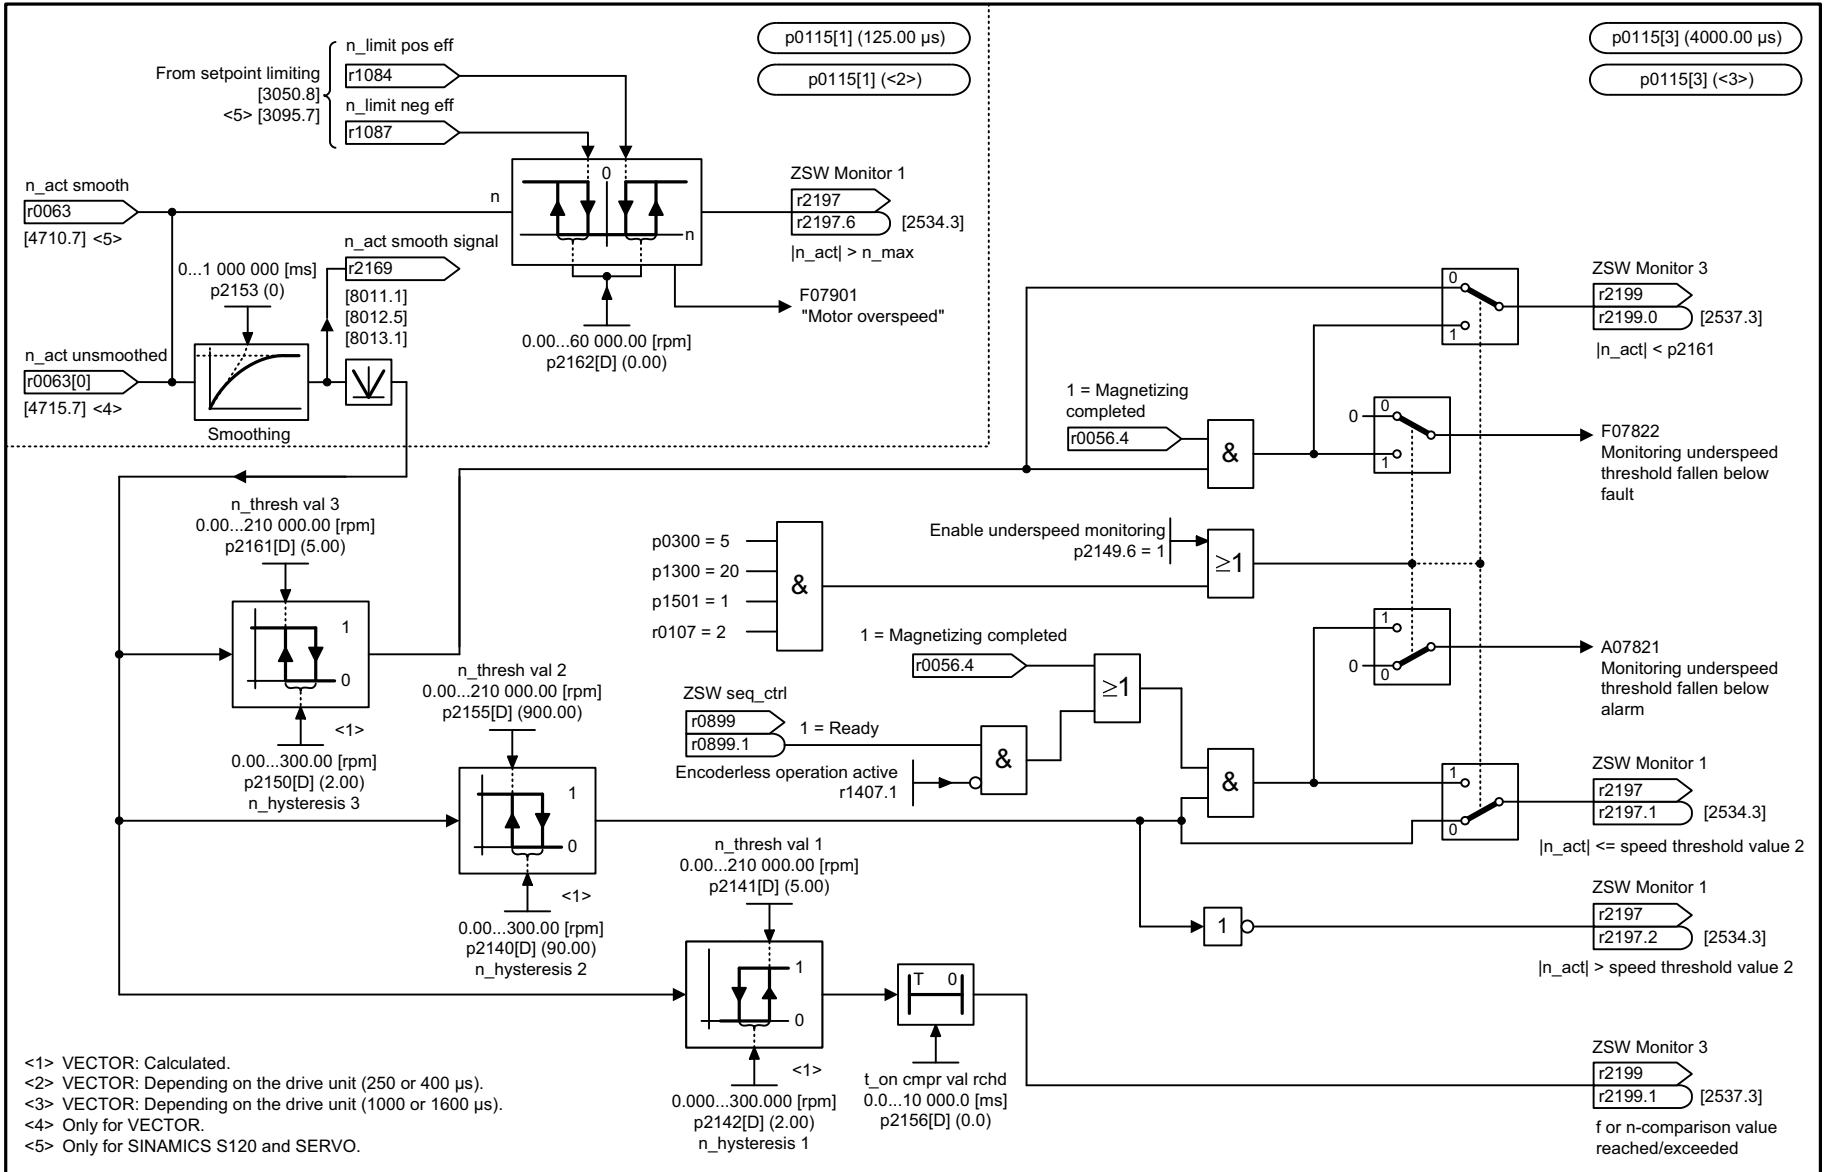 p0115[1] (125.00 µs)
p0115[1] (<2>)
p0115[3] (4000.00 µs)
p0115[3] (<3>)
From setpoint limiting
[3050.8]
<5> [3095.7]
n_limit pos eff
r1084
n_limit neg eff
r1087
n_act smooth
r0063
[4710.7] <5>
n
0
n
ZSW Monitor 1
r2197
r2197.6
[2534.3]
|n_act| > n_max
F07901
"Motor overspeed"
0.00...60 000.00 [rpm]
p2162[D] (0.00)
n_act smooth signal
r2169
[8011.1]
[8012.5]
[8013.1]
0...1 000 000 [ms]
p2153 (0)
n_act unsmoothed
r0063[0]
[4715.7] <4>
Smoothing
0
1
ZSW Monitor 3
r2199
r2199.0
[2537.3]
|n_act| < p2161
1 = Magnetizing
completed
r0056.4
&
0
0
1
F07822
Monitoring underspeed
threshold fallen below
fault
n_thresh val 3
0.00...210 000.00 [rpm]
p2161[D] (5.00)
1
0
<1>
0.00...300.00 [rpm]
p2150[D] (2.00)
n_hysteresis 3
p0300 = 5
p1300 = 20
p1501 = 1
r0107 = 2
&
Enable underspeed monitoring
p2149.6 = 1
≥1
1
0
0
A07821
Monitoring underspeed
threshold fallen below
alarm
1 = Magnetizing completed
r0056.4
≥1
ZSW seq_ctrl
r0899
r0899.1
1 = Ready
&
Encoderless operation active
r1407.1
&
1
0
ZSW Monitor 1
r2197
r2197.1
[2534.3]
|n_act| <= speed threshold value 2
n_thresh val 2
0.00...210 000.00 [rpm]
p2155[D] (900.00)
1
0
<1>
0.00...300.00 [rpm]
p2140[D] (90.00)
n_hysteresis 2
1
ZSW Monitor 1
r2197
r2197.2
[2534.3]
|n_act| > speed threshold value 2
n_thresh val 1
0.00...210 000.00 [rpm]
p2141[D] (5.00)
1
0
<1>
0.000...300.000 [rpm]
p2142[D] (2.00)
n_hysteresis 1
T 0
t_on cmpr val rchd
0.0...10 000.0 [ms]
p2156[D] (0.0)
ZSW Monitor 3
r2199
r2199.1
[2537.3]
f or n-comparison value
reached/exceeded
<1> VECTOR: Calculated.
<2> VECTOR: Depending on the drive unit (250 or 400 µs).
<3> VECTOR: Depending on the drive unit (1000 or 1600 µs).
<4> Only for VECTOR.
<5> Only for SINAMICS S120 and SERVO.